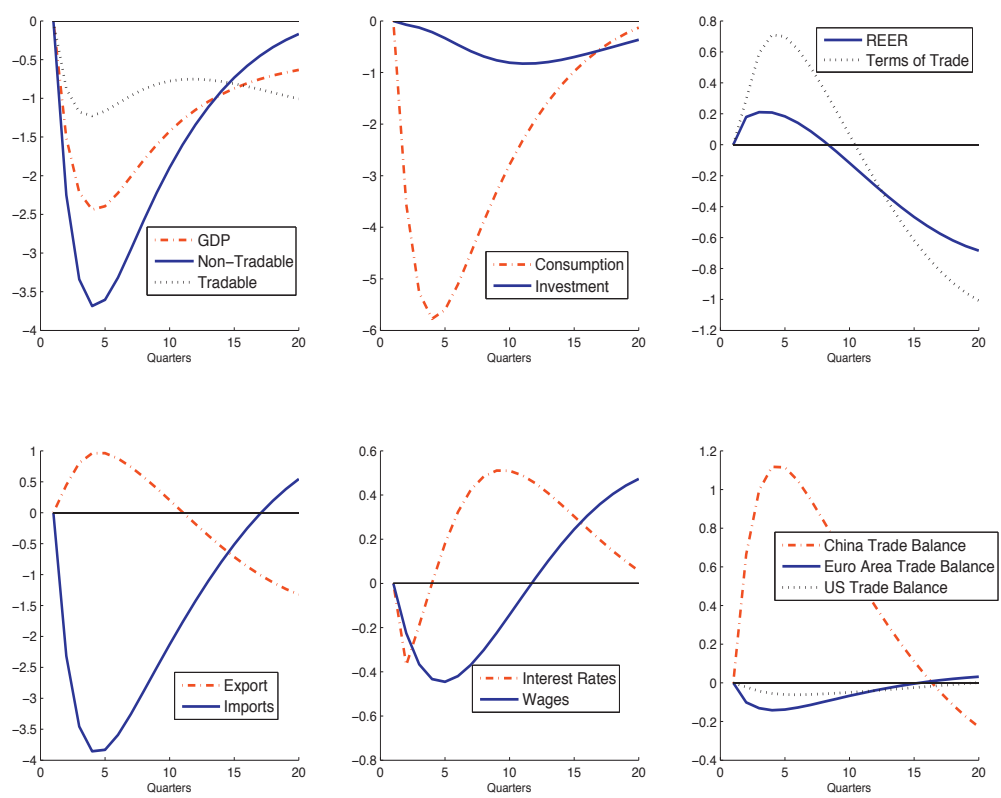 0
−0.5
−1
−1.5
−2
−2.5
−3
−3.5
−4
GDP
Non−Tradable
Tradable
0 5 10 15 20
Quarters
0
−1
−2
−3
−4
−5
−6
Consumption
Investment
0 5 10 15 20
Quarters
0.8
0.6
0.4
0.2
0
−0.2
−0.4
−0.6
−0.8
−1
−1.2
REER
Terms of Trade
0 5 10 15 20
Quarters
1
0.5
0
−0.5
−1
−1.5
−2
−2.5
−3
−3.5
−4
Export
Imports
0 5 10 15 20
Quarters
0.6
0.4
0.2
0
−0.2
−0.4
−0.6
−0.8
Interest Rates
Wages
0 5 10 15 20
Quarters
1.2
1
0.8
0.6
0.4
0.2
0
−0.2
−0.4
China Trade Balance
Euro Area Trade Balance
US Trade Balance
0 5 10 15 20
Quarters